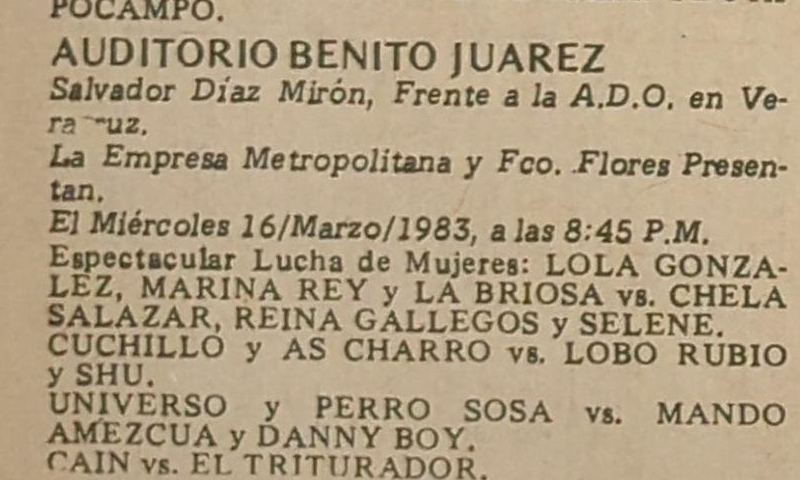 POCAMPO.
AUDITORIO BENITO JUAREZ
Salvador Díaz Mirón, Frente a la A.D.O. en Ve-
La Empresa Metropolitana y Fco. Flores Presen-
tan.
El Miércoles 16/Marzo/1983, a las 8:45 P.M.
Espectacular Lucha de Mujeres: LOLA GONZA-
LEZ, MARINA REY y LA BRIOSA vs. CHELA
SALAZAR, REINA GALLEGOS y SELENE.
CUCHILLO y AS CHARRO vs. LOBO RUBIO
y SHU.
UNIVERSO y PERRO SOSA vs. MANDO
AMEZCUA y DANNY BOY.
CAIN vs. EL TRITURADOR.